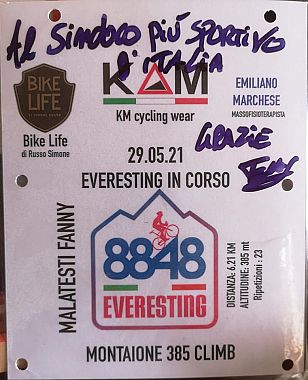 Al Sindaco più sportivo
d'Italia
BIKE
LIFE
KM
Bike Life
di Russo Simone
KM cycling wear
EMILIANO
MARCHESE
MASSOFISIOTERAPISTA
GRAZIE
29.05.21
EVERESTING IN CORSO
MALATESTI FANNY
8848
EVERESTING
DISTANZA: 6,21 KM
ALTITUDINE: 385 mt
Ripetizioni : 23
MONTAIONE 385 CLIMB